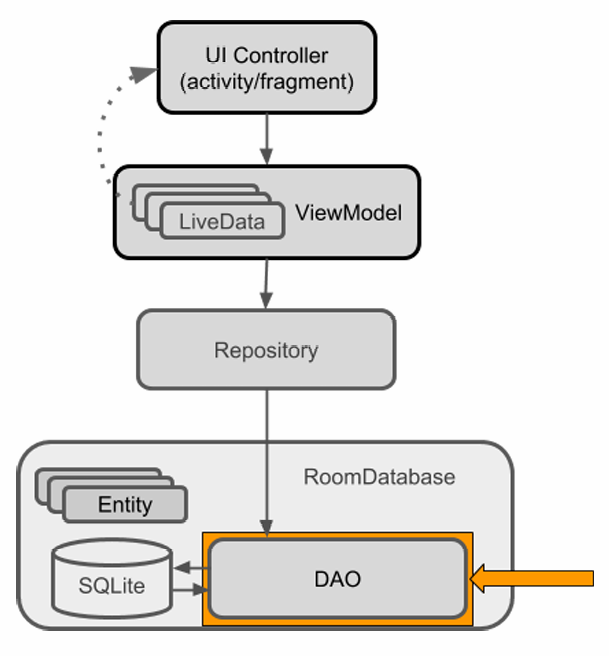 UI Controller
(activity/fragment)
LiveData
ViewModel
Repository
RoomDatabase
Entity
SQLite
DAO